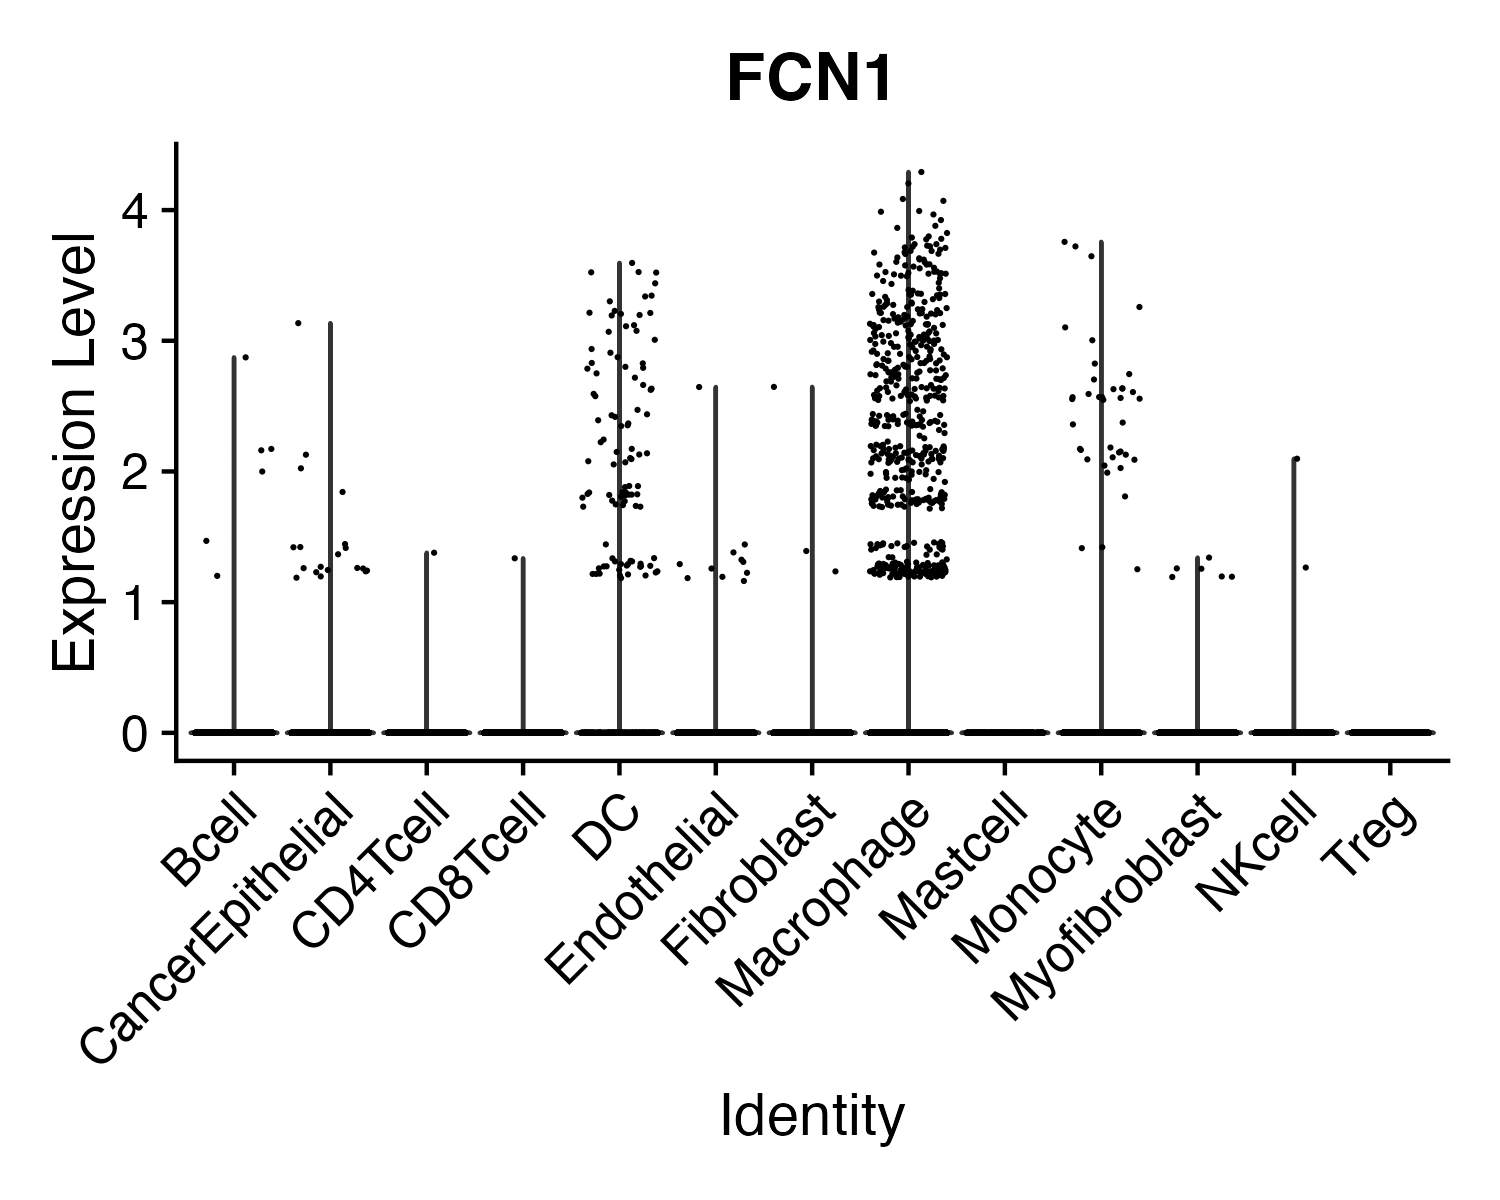 FCN1
Expression Level
4
3
2
1
0
Bcell
CancerEpithelial
CD4Tcell
CD8Tcell
DC
Endothelial
Fibroblast
Macrophage
Mastcell
Monocyte
Myofibroblast
NKcell
Treg
Identity